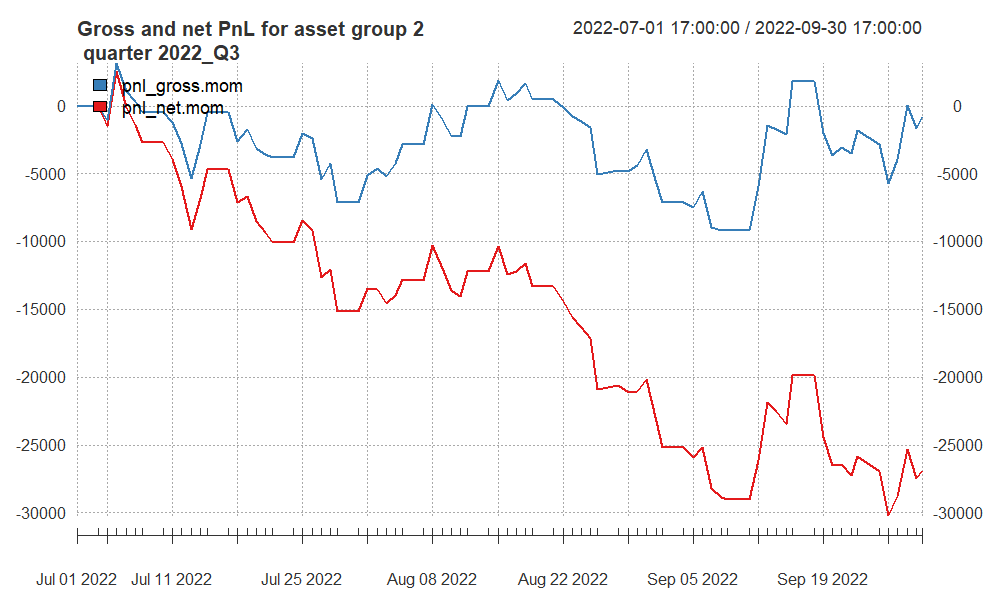 Gross and net PnL for asset group 2
quarter 2022_Q3
2022-07-01 17:00:00 / 2022-09-30 17:00:00
pnl_gross.mom
pnl_net.mom
0 0
-5000 -5000
-10000 -10000
-15000 -15000
-20000 -20000
-25000 -25000
-30000 -30000
Jul 01 2022 Jul 11 2022 Jul 25 2022 Aug 08 2022 Aug 22 2022 Sep 05 2022 Sep 19 2022